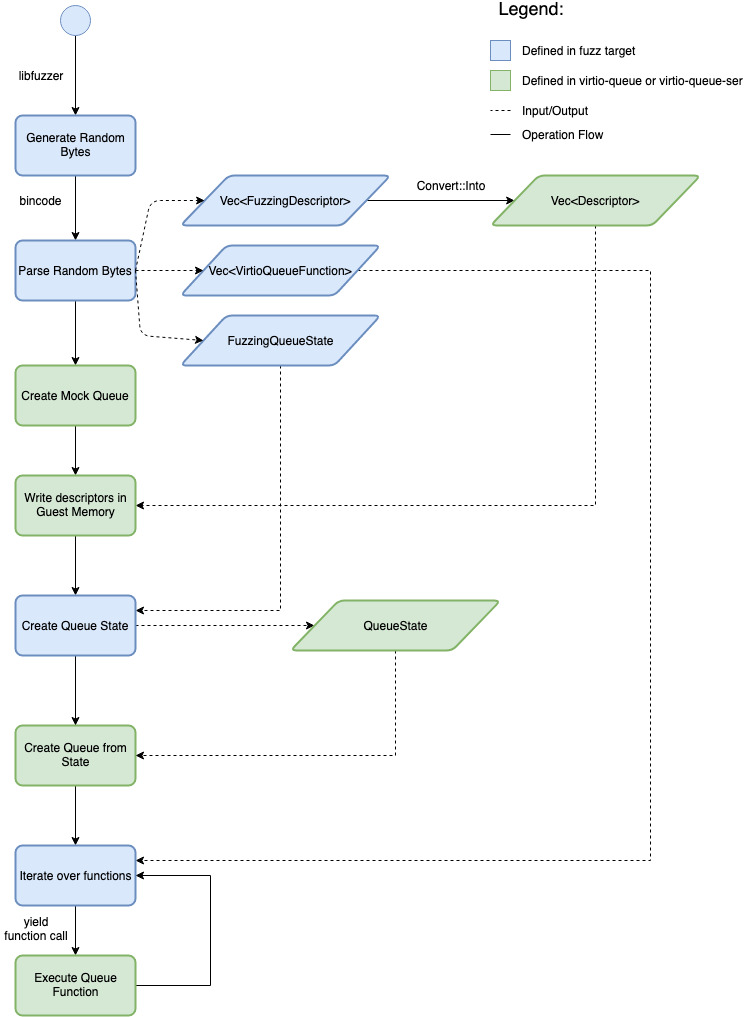 Legend:
Defined in fuzz target
Defined in virtio-queue or virtio-queue-ser
Input/Output
Operation Flow
libfuzzer
Generate Random
Bytes
bincode
Parse Random Bytes
Vec<FuzzingDescriptor>
Convert::Into
Vec<Descriptor>
Vec<VirtioQueueFunction>
FuzzingQueueState
Create Mock Queue
Write descriptors in
Guest Memory
Create Queue State
QueueState
Create Queue from
State
Iterate over functions
yield
function call
Execute Queue
Function